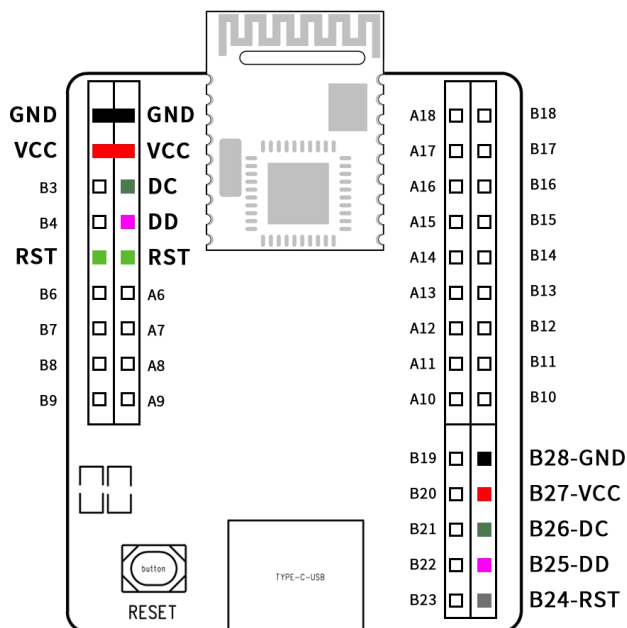 GND GND A18 B18
VCC VCC A17 B17
B3 DC A16 B16
B4 DD A15 B15
RST RST A14 B14
B6 A6 A13 B13
B7 A7 A12 B12
B8 A8 A11 B11
B9 A9 A10 B10
B19 B28-GND
B20 B27-VCC
B21 B26-DC
B22 B25-DD
B23 B24-RST
button
RESET
TYPE-C-USB